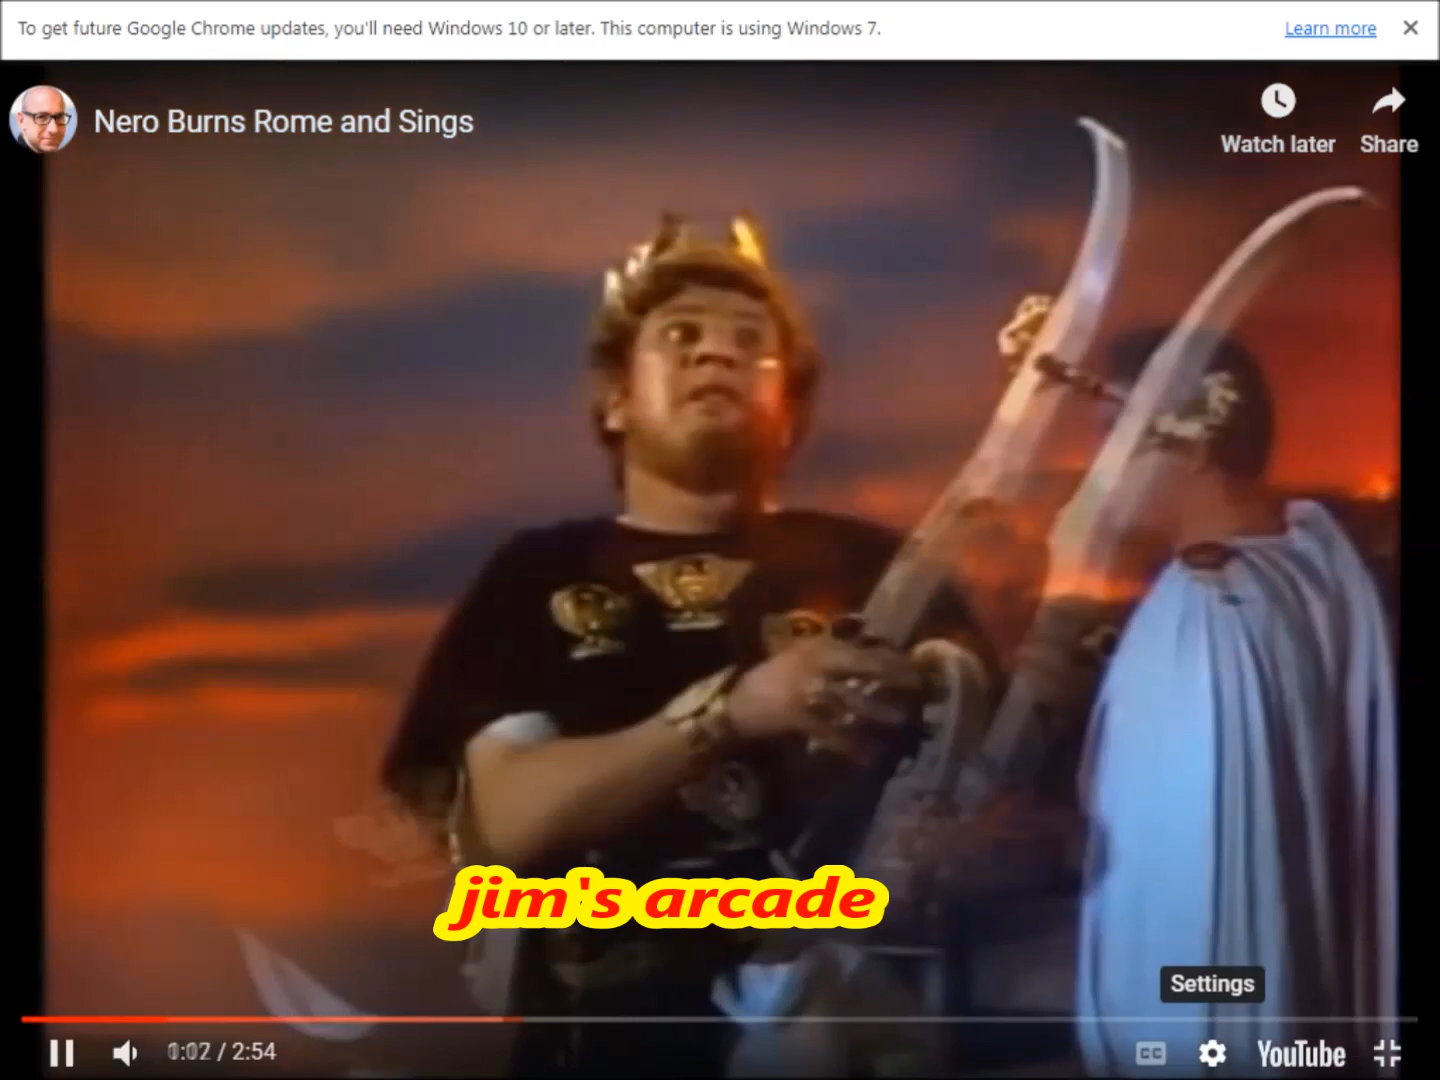 To get future Google Chrome updates, you'll need Windows 10 or later. This computer is using Windows 7.
Learn more
Nero Burns Rome and Sings
Watch later
Share
jim's arcade
Settings
0:02 / 2:54
CC
YouTube